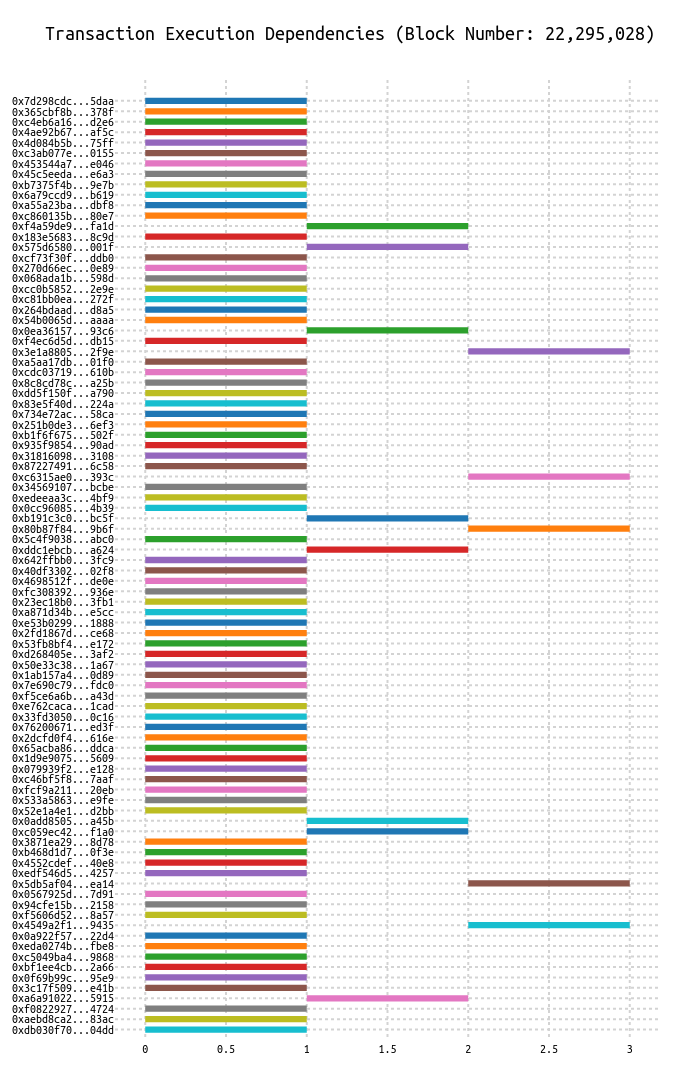 Transaction Execution Dependencies (Block Number: 22,295,028)
0x7d298cdc...5daa
0x365cbf8b...378f
0xc4eb6a16...d2e6
0x4ae92b67...af5c
0x4d084b5b...75ff
0xc3ab077e...0155
0x453544a7...e046
0x45c5eeda...e6a3
0xb7375f4b...9e7b
0x6a79ccd9...b619
0xa55a23ba...dbf8
0xc860135b...80e7
0xf4a59de9...fa1d
0x183e5683...8c9d
0x575d6580...001f
0xcf73f30f...ddb0
0x270d66ec...0e89
0x068ada1b...598d
0xcc0b5852...2e9e
0xc81bb0ea...272f
0x264bdaad...d8a5
0x54b0065d...aaaa
0x0ea36157...93c6
0xf4ec6d5d...db15
0x3e1a8805...2f9e
0xa5aa17db...01f0
0xcdc03719...610b
0x8c8cd78c...a25b
0xdd5f150f...a790
0x83e5f40d...224a
0x734e72ac...58ca
0x251b0de3...6ef3
0xb1f6f675...502f
0x935f9854...90ad
0x31816098...3108
0x87227491...6c58
0xc6315ae0...393c
0x34569107...bcbe
0xedeeaa3c...4bf9
0x0cc96085...4b39
0xb191c3c0...bc5f
0x80b87f84...9b6f
0x5c4f9038...abc0
0xddc1ebcb...a624
0x642ffbb0...3fc9
0x40df3302...02f8
0x4698512f...de0e
0xfc308392...936e
0x23ec18b0...3fb1
0xa871d34b...e5cc
0xe53b0299...1888
0x2fd1867d...ce68
0x53fb8bf4...e172
0xd268405e...3af2
0x50e33c38...1a67
0x1ab157a4...0d89
0x7e690c79...fdc0
0xf5ce6a6b...a43d
0xe762caca...1cad
0x33fd3050...0c16
0x76200671...ed3f
0x2dcfd0f4...616e
0x65acba86...ddca
0x1d9e9075...5609
0x079939f2...e128
0xc46bf5f8...7aaf
0xfcf9a211...20eb
0x533a5863...e9fe
0x52e1a4e1...d2bb
0x0add8505...a45b
0xc059ec42...f1a0
0x3871ea29...8d78
0xb468d1d7...0f3e
0x4552cdef...40e8
0xedf546d5...4257
0x5db5af04...ea14
0x0567925d...7d91
0x94cfe15b...2158
0xf5606d52...8a57
0x4549a2f1...9435
0x0a922f57...22d4
0xeda0274b...fbe8
0xc5049ba4...9868
0xbf1ee4cb...2a66
0x0f69b99c...95e9
0x3c17f509...e41b
0xa6a91022...5915
0xf0822927...4724
0xaebd8ca2...83ac
0xdb030f70...04dd
0 0.5 1 1.5 2 2.5 3